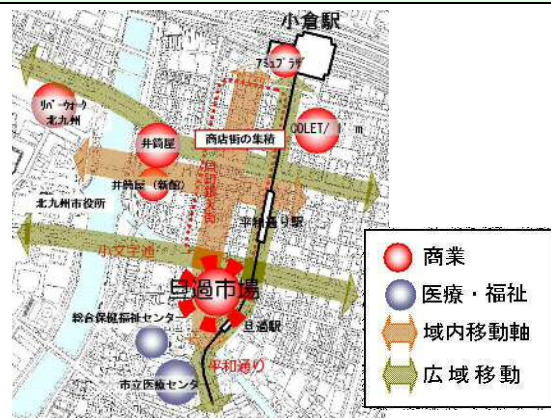 小倉駅
アミュプラザ
リバーウォーク
北九州
井筒屋
商店街の集積
COLET/I m
井筒屋(新館)
北九州市役所
平和通り駅
小文字通
旦過市場
総合保健福祉センター
旦過駅
平和通り
市立医療センター
商業
医療・福祉
域内移動軸
広域移動